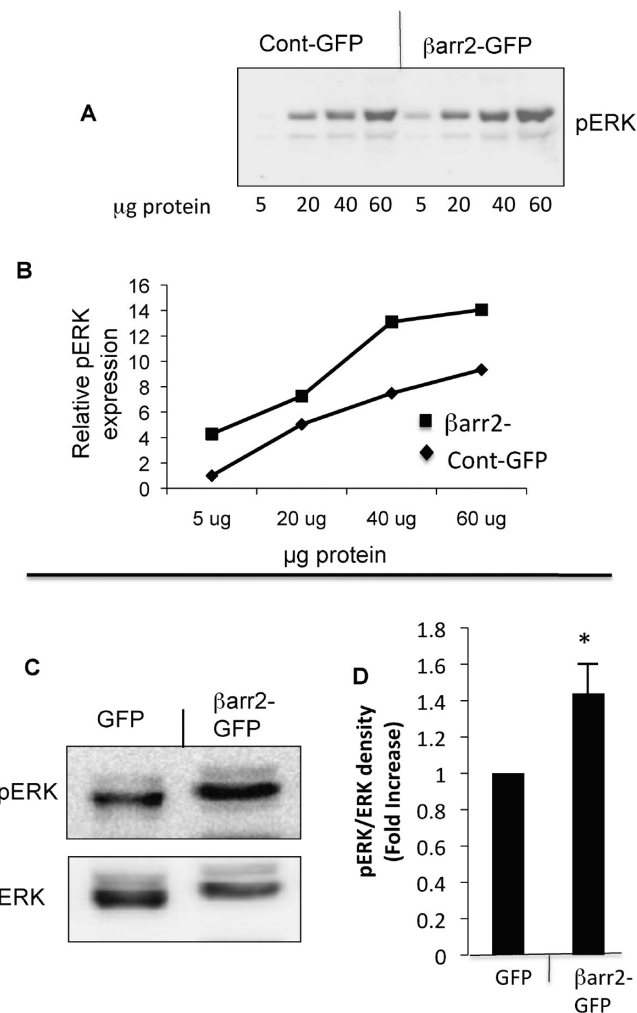 Cont-GFP βarr2-GFP
A
pERK
μg protein 5 20 40 60 5 20 40 60
B
Relative pERK
expression
16
14
12
10
8
6
4
2
0
βarr2-
Cont-GFP
5 ug 20 ug 40 ug 60 ug
μg protein
C
GFP βarr2-
GFP
pERK
ERK
D
pERK/ERK density
(Fold Increase)
1.8
1.6
1.4
1.2
1
0.8
0.6
0.4
0.2
0
*
GFP βarr2-
GFP